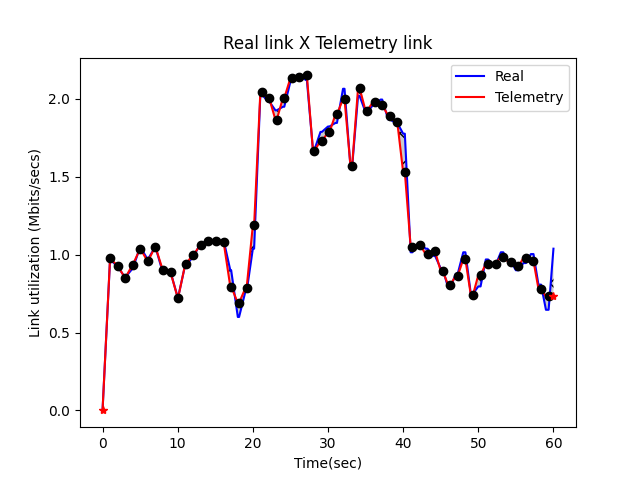 Real link X Telemetry link
Real
Telemetry
Link utilization (Mbits/secs)
2.0
1.5
1.0
0.5
0.0
0 10 20 30 40 50 60
Time(sec)